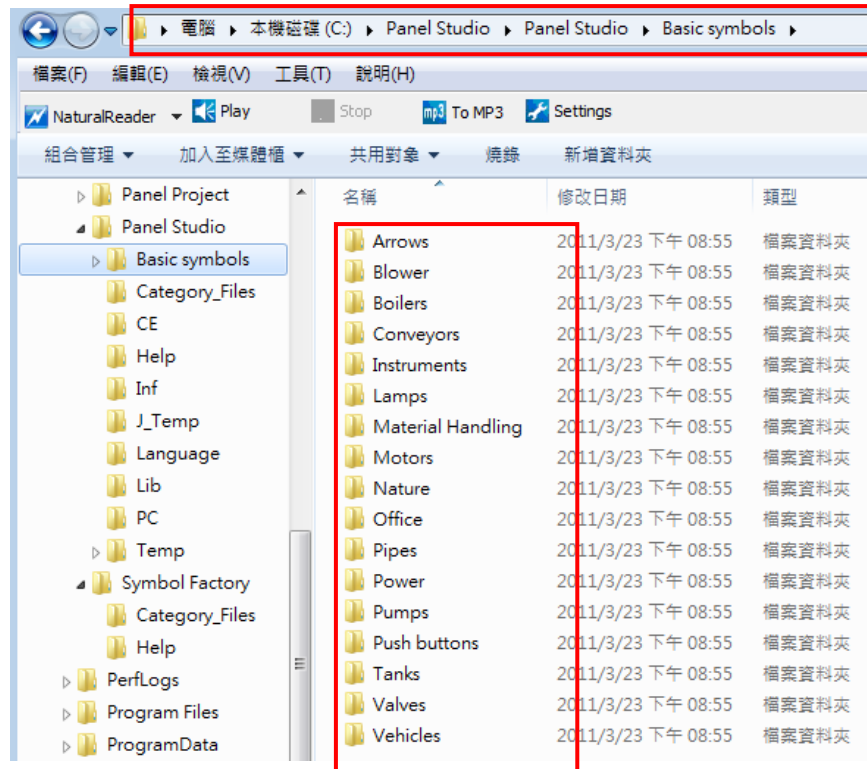 電腦 本機磁碟 (C:) Panel Studio Panel Studio Basic symbols
檔案(F) 編輯(E) 檢視(V) 工具(T) 說明(H)
NaturalReader Play Stop mp3 To MP3 Settings
組合管理 加入至媒體櫃 共用對象 燒錄 新增資料夾
Panel Project
Panel Studio
Basic symbols
Category_Files
CE
Help
Inf
J_Temp
Language
Lib
PC
Temp
Symbol Factory
Category_Files
Help
PerfLogs
Program Files
ProgramData
名稱 修改日期 類型
Arrows 2011/3/23 下午 08:55 檔案資料夾
Blower 2011/3/23 下午 08:55 檔案資料夾
Boilers 2011/3/23 下午 08:55 檔案資料夾
Conveyors 2011/3/23 下午 08:55 檔案資料夾
Instruments 2011/3/23 下午 08:55 檔案資料夾
Lamps 2011/3/23 下午 08:55 檔案資料夾
Material Handling 2011/3/23 下午 08:55 檔案資料夾
Motors 2011/3/23 下午 08:55 檔案資料夾
Nature 2011/3/23 下午 08:55 檔案資料夾
Office 2011/3/23 下午 08:55 檔案資料夾
Pipes 2011/3/23 下午 08:55 檔案資料夾
Power 2011/3/23 下午 08:55 檔案資料夾
Pumps 2011/3/23 下午 08:55 檔案資料夾
Push buttons 2011/3/23 下午 08:55 檔案資料夾
Tanks 2011/3/23 下午 08:55 檔案資料夾
Valves 2011/3/23 下午 08:55 檔案資料夾
Vehicles 2011/3/23 下午 08:55 檔案資料夾